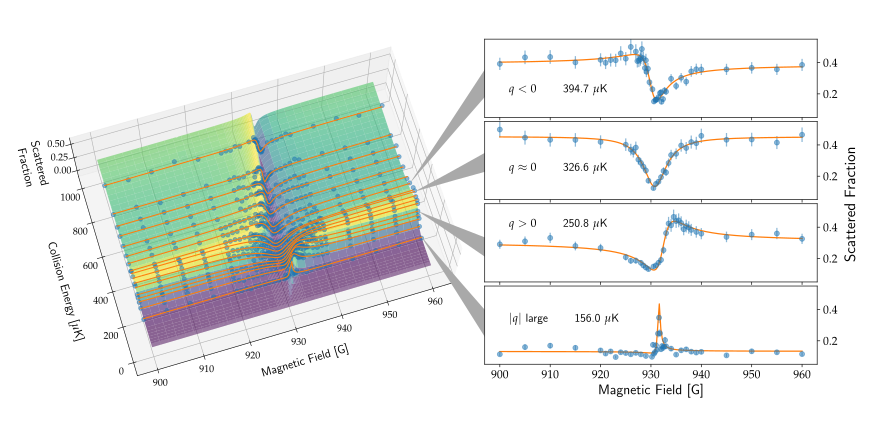 0.50
0.25
0.00
Scattered
Fraction
1000
800
600
400
200
0
Collision Energy [μK]
900
910
920
930
940
950
960
Magnetic Field [G]
q < 0 394.7 μK
0.4
0.2
q ≈ 0 326.6 μK
0.4
0.2
q > 0 250.8 μK
0.4
0.2
|q| large 156.0 μK
0.4
0.2
Scattered Fraction
900 910 920 930 940 950 960
Magnetic Field [G]